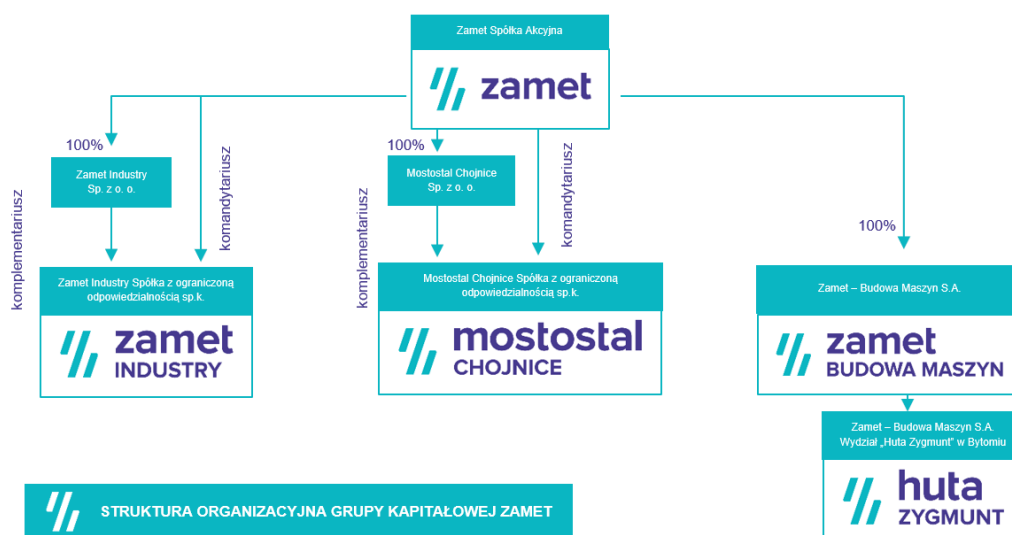 Zamet Spółka Akcyjna
zamet
100%
100%
komplementariusz
komandytariusz
komplementariusz
komandytariusz
100%
Zamet Industry
Sp. z o. o.
Mostostal Chojnice
Sp. z o. o.
Zamet Industry Spółka z ograniczoną
odpowiedzialnością sp.k.
zamet
INDUSTRY
Mostostal Chojnice Spółka z ograniczoną
odpowiedzialnością sp.k.
mostostal
CHOJNICE
Zamet – Budowa Maszyn S.A.
zamet
BUDOWA MASZYN
Zamet – Budowa Maszyn S.A.
Wydział „Huta Zygmunt” w Bytomiu
huta
ZYGMUNT
STRUKTURA ORGANIZACYJNA GRUPY KAPITAŁOWEJ ZAMET